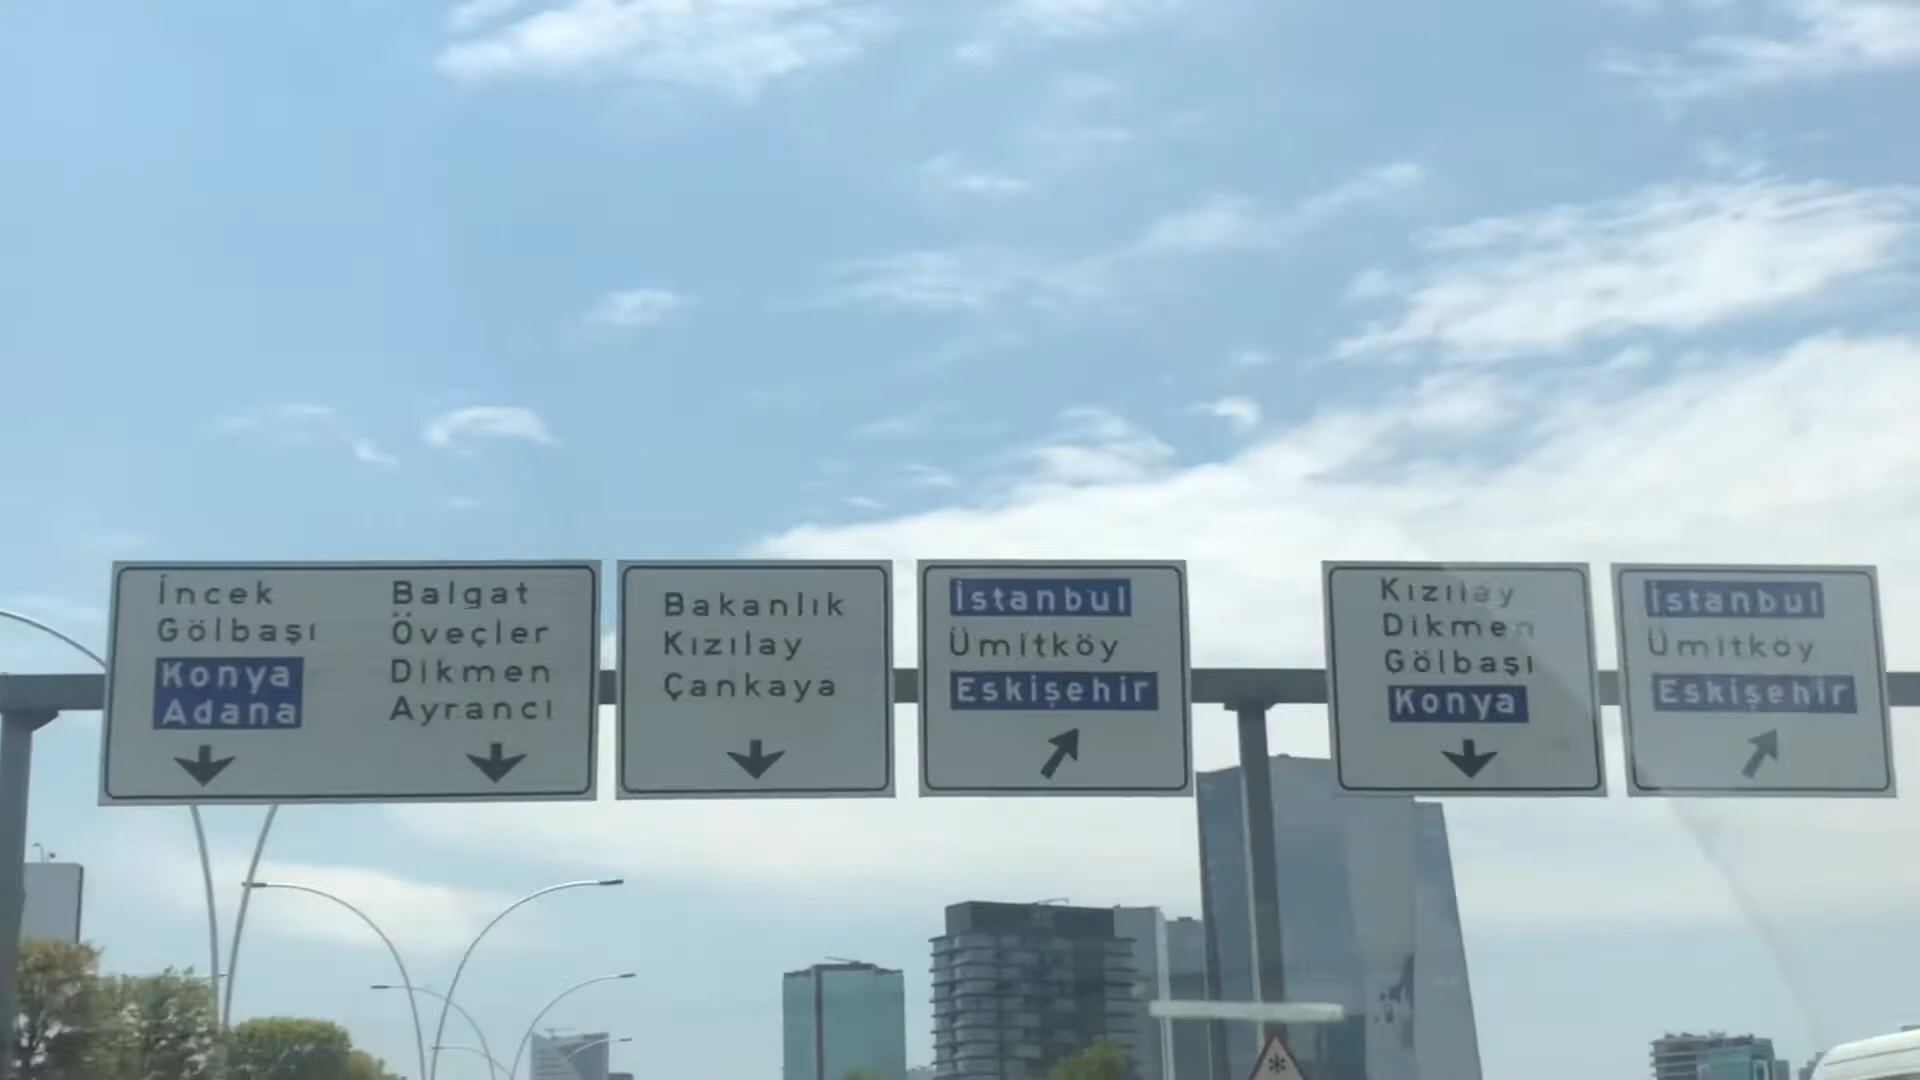 İncek
Gölbaşı
Konya
Adana
Balgat
Öveçler
Dikmen
Ayrancı
Bakanlık
Kızılay
Çankaya
İstanbul
Ümitköy
Eskişehir
Kızılay
Dikmen
Gölbaşı
Konya
İstanbul
Ümitköy
Eskişehir